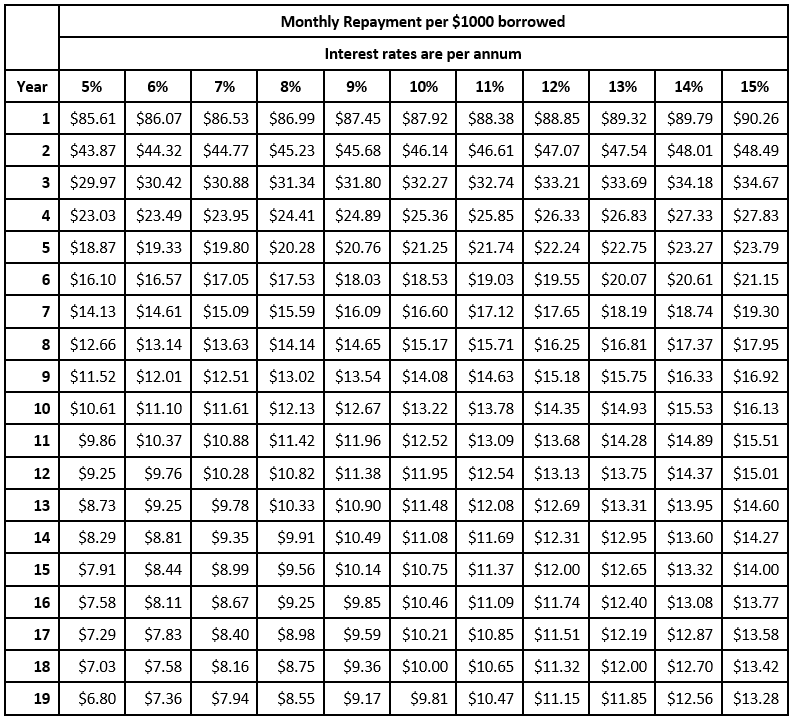 Monthly Repayment per $1000 borrowed
Interest rates are per annum
Year 5% 6% 7% 8% 9% 10% 11% 12% 13% 14% 15%
1 $85.61 $86.07 $86.53 $86.99 $87.45 $87.92 $88.38 $88.85 $89.32 $89.79 $90.26
2 $43.87 $44.32 $44.77 $45.23 $45.68 $46.14 $46.61 $47.07 $47.54 $48.01 $48.49
3 $29.97 $30.42 $30.88 $31.34 $31.80 $32.27 $32.74 $33.21 $33.69 $34.18 $34.67
4 $23.03 $23.49 $23.95 $24.41 $24.89 $25.36 $25.85 $26.33 $26.83 $27.33 $27.83
5 $18.87 $19.33 $19.80 $20.28 $20.76 $21.25 $21.74 $22.24 $22.75 $23.27 $23.79
6 $16.10 $16.57 $17.05 $17.53 $18.03 $18.53 $19.03 $19.55 $20.07 $20.61 $21.15
7 $14.13 $14.61 $15.09 $15.59 $16.09 $16.60 $17.12 $17.65 $18.19 $18.74 $19.30
8 $12.66 $13.14 $13.63 $14.14 $14.65 $15.17 $15.71 $16.25 $16.81 $17.37 $17.95
9 $11.52 $12.01 $12.51 $13.02 $13.54 $14.08 $14.63 $15.18 $15.75 $16.33 $16.92
10 $10.61 $11.10 $11.61 $12.13 $12.67 $13.22 $13.78 $14.35 $14.93 $15.53 $16.13
11 $9.86 $10.37 $10.88 $11.42 $11.96 $12.52 $13.09 $13.68 $14.28 $14.89 $15.51
12 $9.25 $9.76 $10.28 $10.82 $11.38 $11.95 $12.54 $13.13 $13.75 $14.37 $15.01
13 $8.73 $9.25 $9.78 $10.33 $10.90 $11.48 $12.08 $12.69 $13.31 $13.95 $14.60
14 $8.29 $8.81 $9.35 $9.91 $10.49 $11.08 $11.69 $12.31 $12.95 $13.60 $14.27
15 $7.91 $8.44 $8.99 $9.56 $10.14 $10.75 $11.37 $12.00 $12.65 $13.32 $14.00
16 $7.58 $8.11 $8.67 $9.25 $9.85 $10.46 $11.09 $11.74 $12.40 $13.08 $13.77
17 $7.29 $7.83 $8.40 $8.98 $9.59 $10.21 $10.85 $11.51 $12.19 $12.87 $13.58
18 $7.03 $7.58 $8.16 $8.75 $9.36 $10.00 $10.65 $11.32 $12.00 $12.70 $13.42
19 $6.80 $7.36 $7.94 $8.55 $9.17 $9.81 $10.47 $11.15 $11.85 $12.56 $13.28